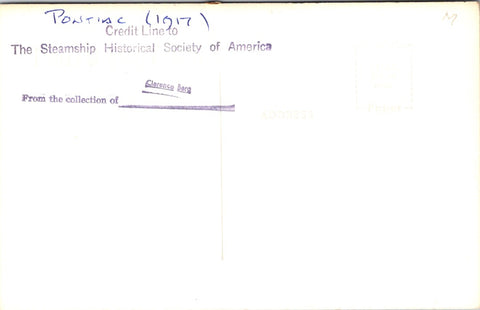 PONTIAC (1917)
Credit Line to
The Steamship Historical Society of America
Clarence Berg
From the collection of